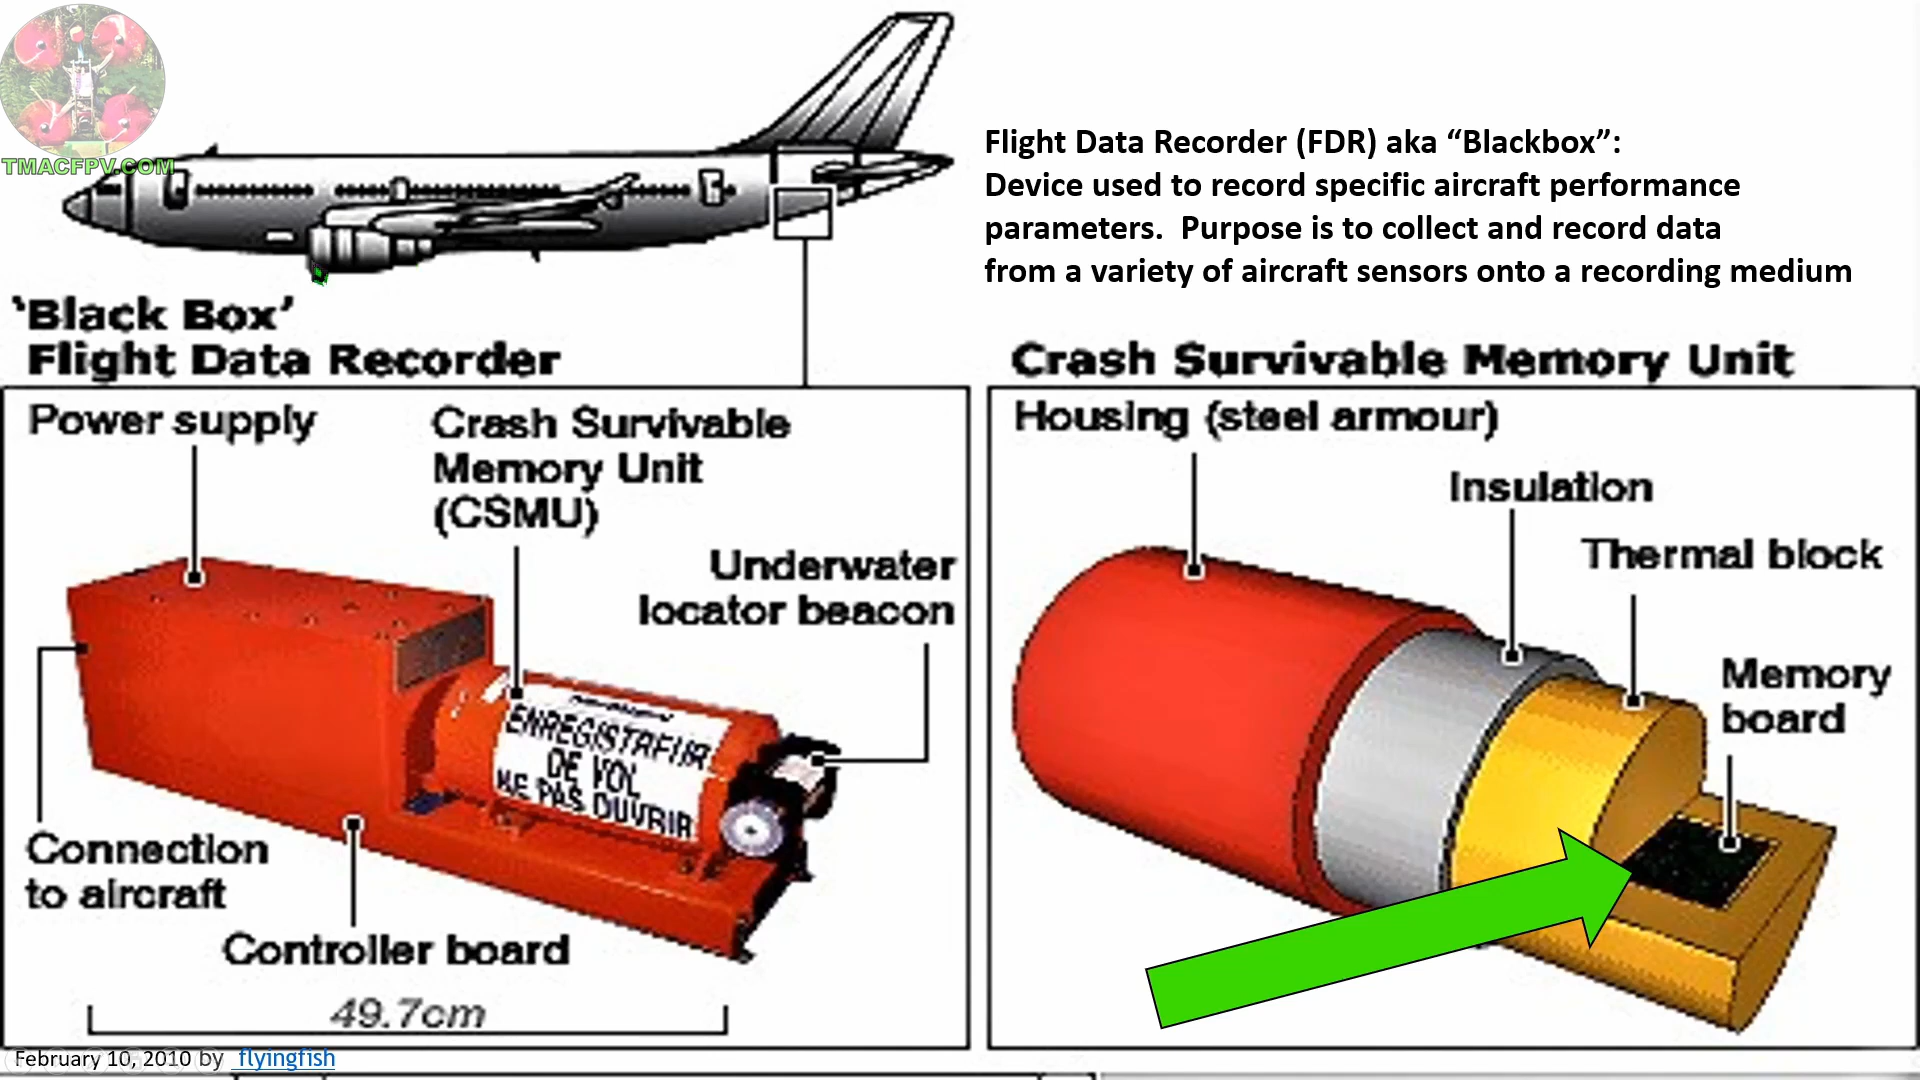 TMACFPV.COM
Flight Data Recorder (FDR) aka “Blackbox”:
Device used to record specific aircraft performance
parameters.  Purpose is to collect and record data
from a variety of aircraft sensors onto a recording medium
‘Black Box’
Flight Data Recorder
Power supply
Crash Survivable
Memory Unit
(CSMU)
Underwater
locator beacon
ENREGISTREUR
DE VOL
NE PAS OUVRIR
Connection
to aircraft
Controller board
49.7cm
Crash Survivable Memory Unit
Housing (steel armour)
Insulation
Thermal block
Memory
board
February 10, 2010 by  flyingfish